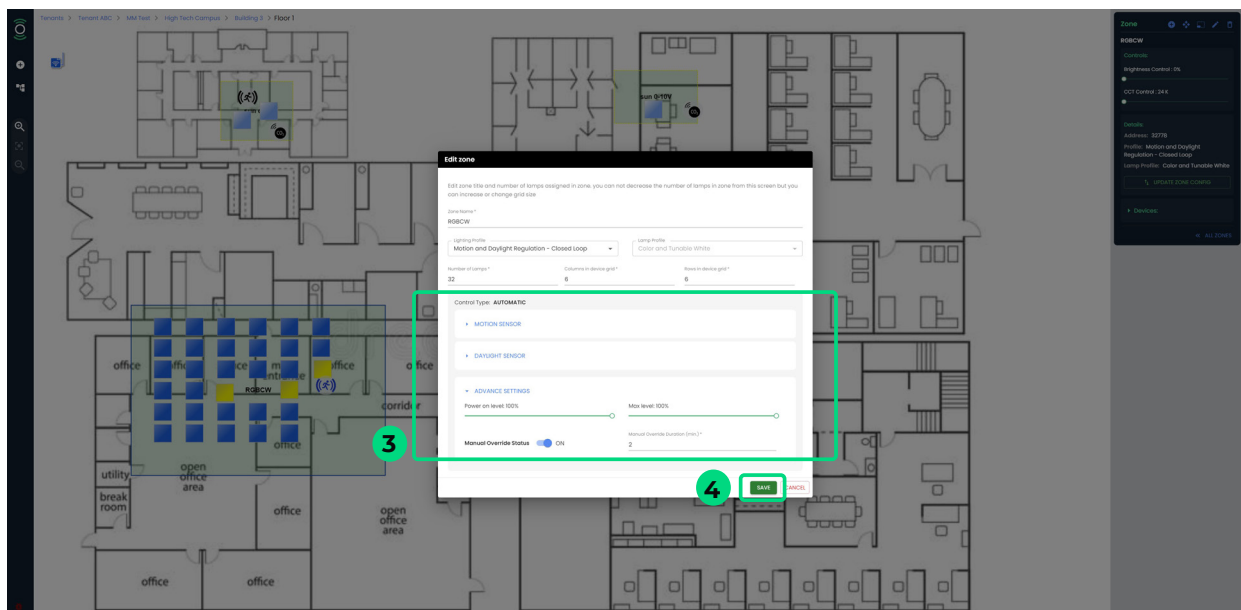 Tenants > Tenant ABC > MM Test > High Tech Campus > Building 3 > Floor 1
sun 0-10V
Zone
RGBCW
Controls:
Brightness Control : 0%
CCT Control : 24 K
Details:
Address: 32776
Profile: Motion and Daylight
Regulation - Closed Loop
Lamp Profile: Color and Tunable White
UPDATE ZONE CONFIG
Devices:
ALL ZONES
Edit zone
Edit zone title and number of lamps assigned in zone, you can not decrease the number of lamps in zone from this screen but you
can increase or change grid size
Zone Name *
RGBCW
Lighting Profile
Motion and Daylight Regulation - Closed Loop
Lamp Profile
Color and Tunable White
Number of Lamps *
32
Columns in device grid *
6
Rows in device grid *
6
Control Type: AUTOMATIC
MOTION SENSOR
DAYLIGHT SENSOR
ADVANCE SETTINGS
Power on level: 100%
Max level: 100%
Manual Override Status
ON
Manual Override Duration (min.) *
2
3
4
SAVE
CANCEL
office
office
office
RGBCW
corridor
office
utility
open
office
area
break
room
office
open
office
area
office
office